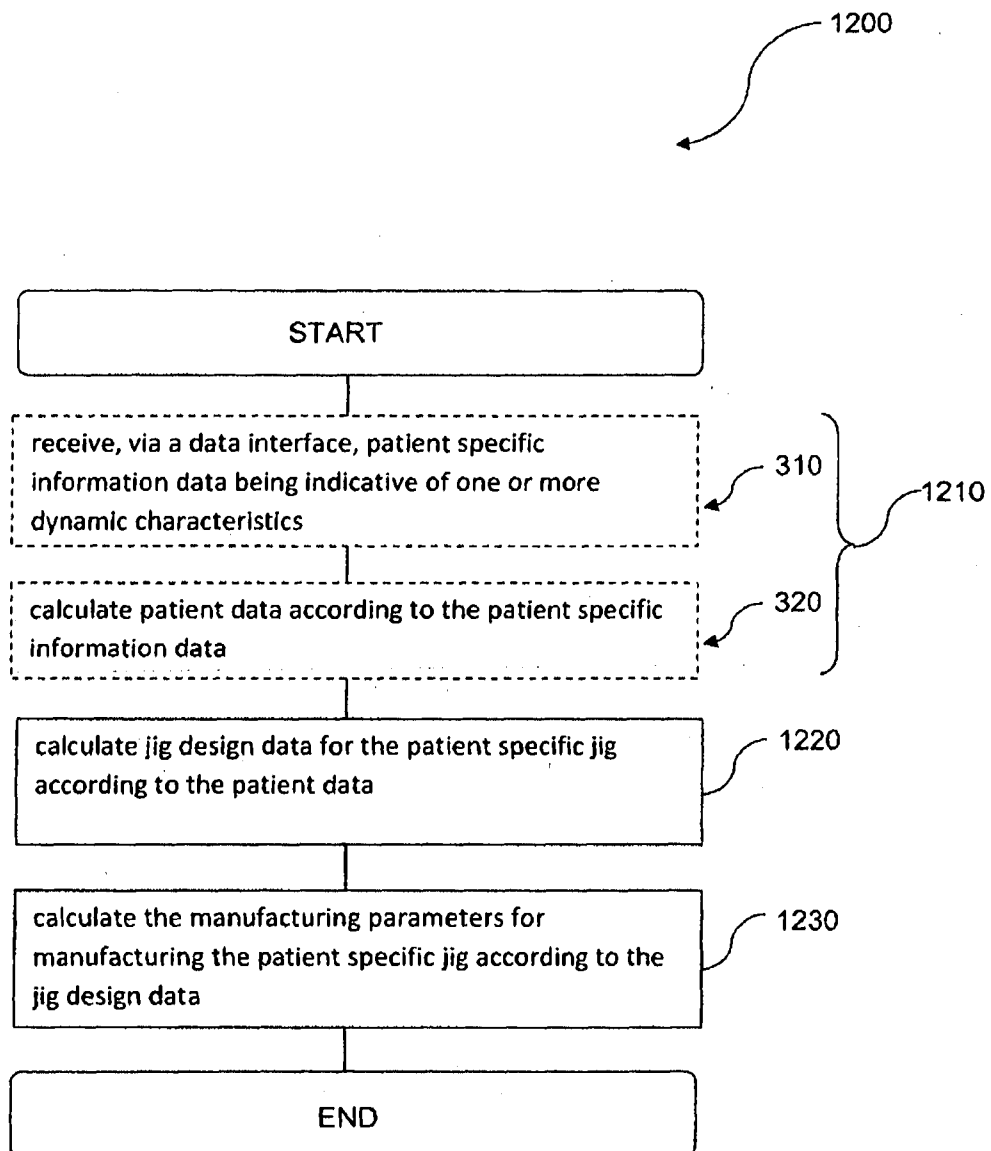 1200
START
receive, via a data interface, patient specific
information data being indicative of one or more
dynamic characteristics
310
1210
calculate patient data according to the patient specific
information data
320
calculate jig design data for the patient specific jig
according to the patient data
1220
calculate the manufacturing parameters for
manufacturing the patient specific jig according to the
jig design data
1230
END